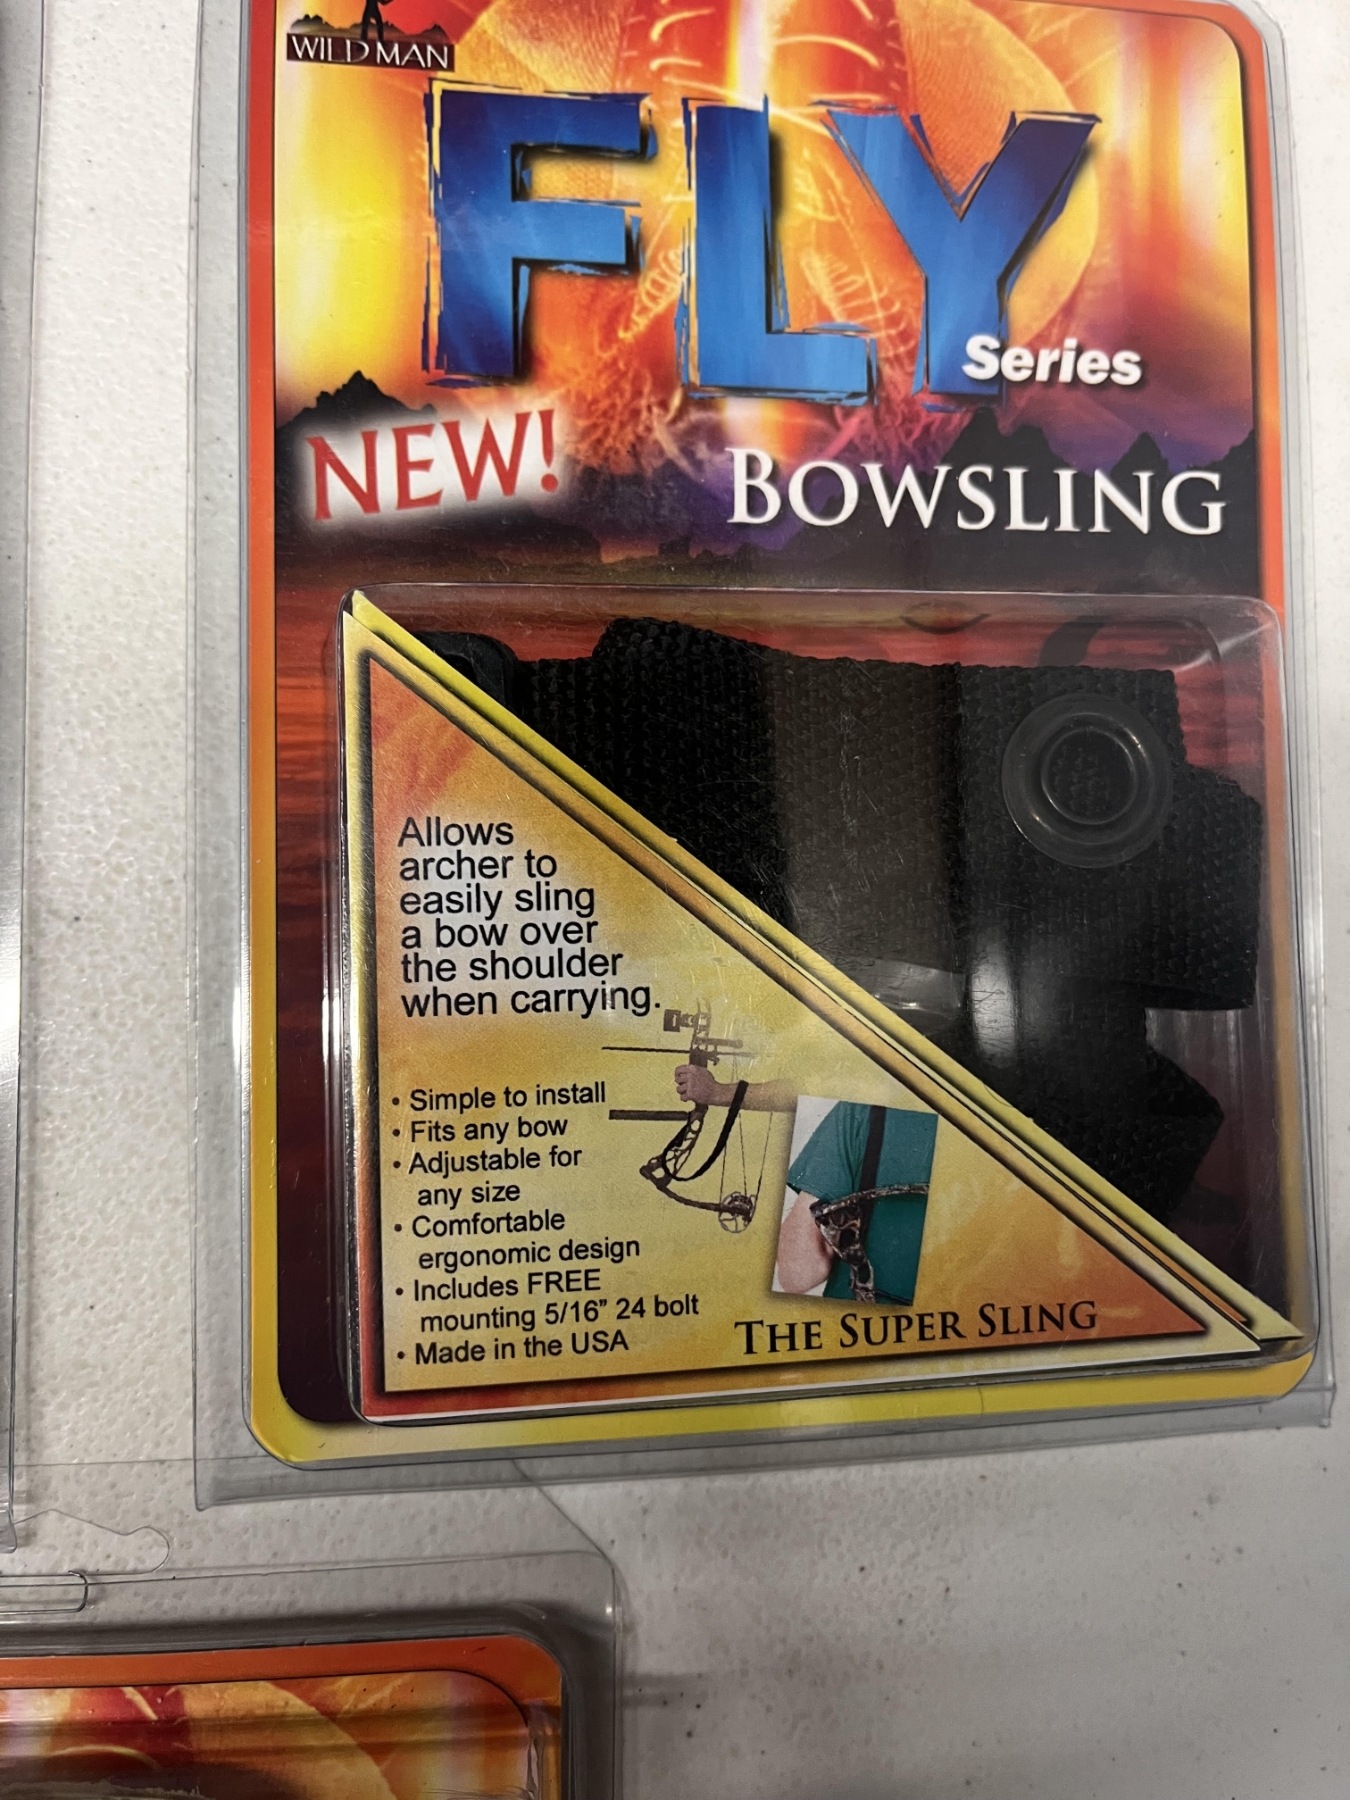 WILD MAN
FLY
Series
NEW!
BOWSLING
Allows
archer to
easily sling
a bow over
the shoulder
when carrying.
• Simple to install
• Fits any bow
• Adjustable for
any size
• Comfortable
ergonomic design
• Includes FREE
mounting 5/16” 24 bolt
• Made in the USA
THE SUPER SLING